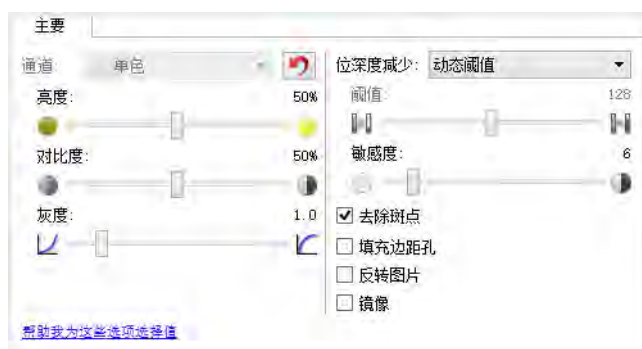 主要
通道
单色
亮度:
50%
对比度:
50%
灰度:
1.0
帮助我为这些选项选择值
位深度减少:
动态阈值
阈值:
128
敏感度:
6
去除斑点
填充边距孔
反转图片
镜像